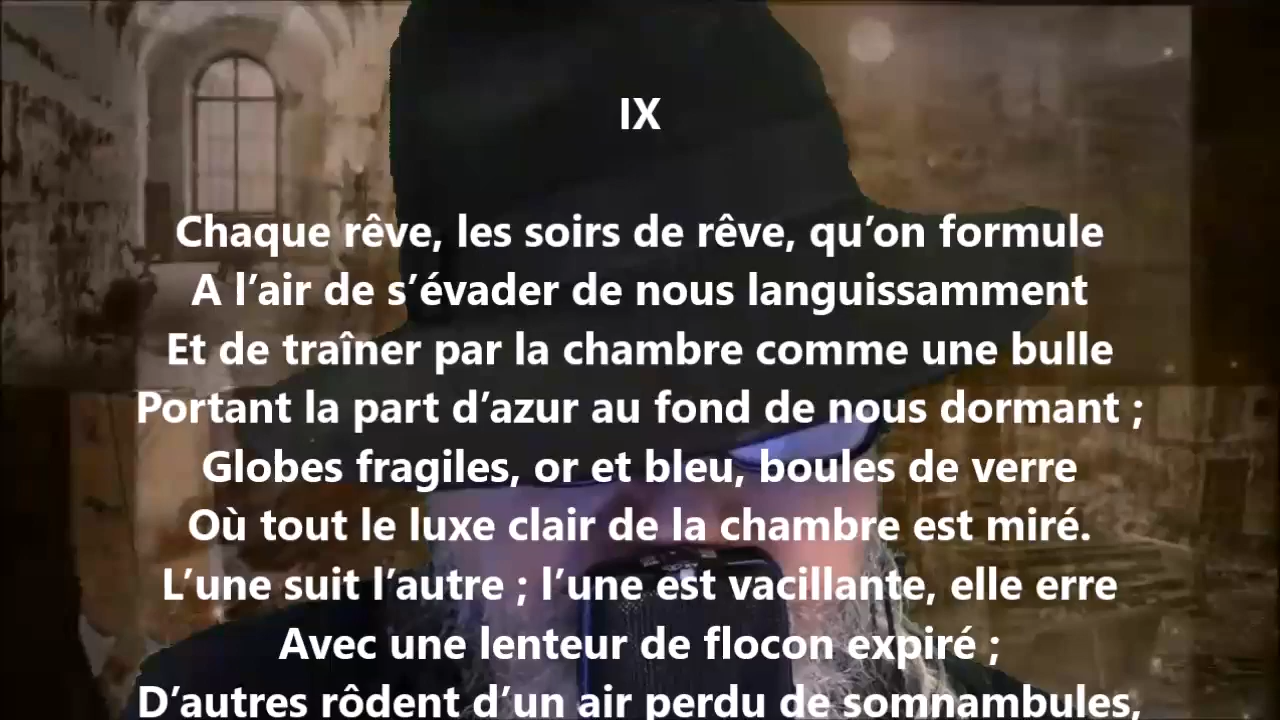 IX
Chaque rêve, les soirs de rêve, qu’on formule
A l’air de s’évader de nous languissamment
Et de traîner par la chambre comme une bulle
Portant la part d’azur au fond de nous dormant ;
Globes fragiles, or et bleu, boules de verre
Où tout le luxe clair de la chambre est miré.
L’une suit l’autre ; l’une est vacillante, elle erre
Avec une lenteur de flocon expiré ;
D’autres rôdent d’un air perdu de somnambules,